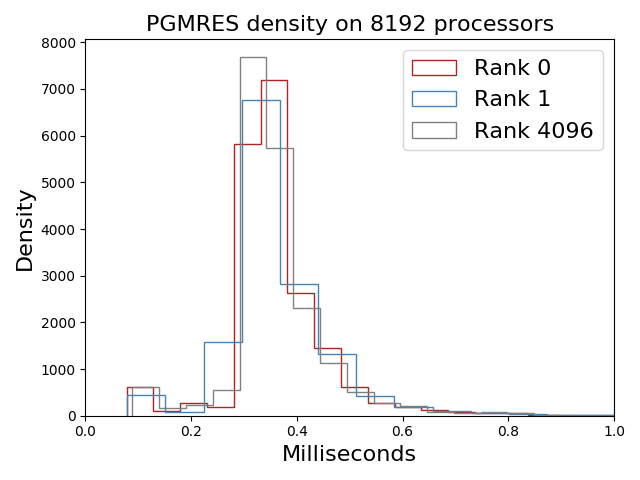 PGMRES density on 8192 processors
Rank 0
Rank 1
Rank 4096
Density
8000
7000
6000
5000
4000
3000
2000
1000
0
0.0 0.2 0.4 0.6 0.8 1.0
Milliseconds